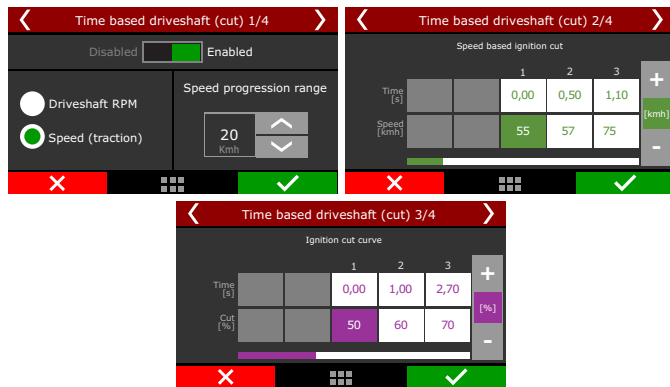 Time based driveshaft (cut) 1/4
Disabled Enabled
Driveshaft RPM
Speed (traction)
Speed progression range
20
Kmh
Time based driveshaft (cut) 2/4
Speed based ignition cut
1 2 3
Time [s] 0,00 0,50 1,10
Speed [kmh] 55 57 75
+
[kmh]
-
Time based driveshaft (cut) 3/4
Ignition cut curve
1 2 3
Time [s] 0,00 1,00 2,70
Cut [%] 50 60 70
+
[%]
-